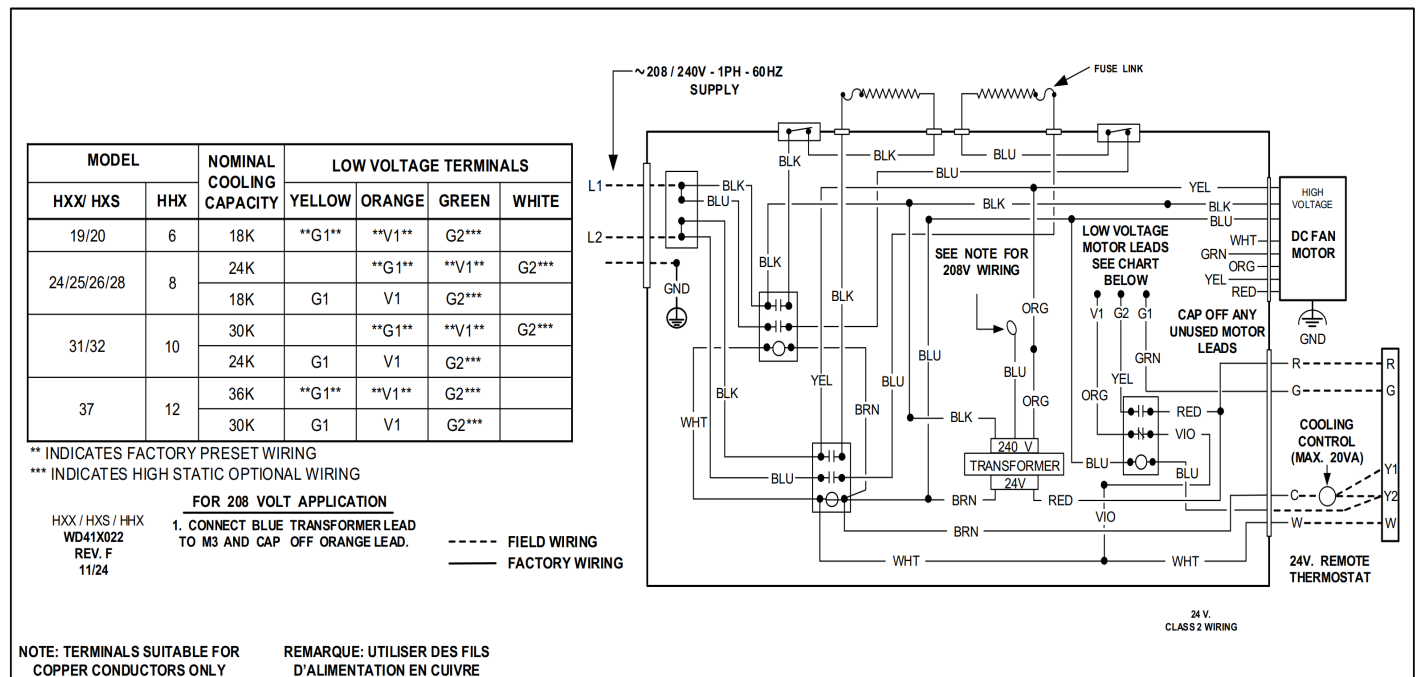 ~ 208 / 240V - 1PH - 60HZ
SUPPLY
FUSE LINK
MODEL
NOMINAL COOLING CAPACITY
LOW VOLTAGE TERMINALS
HXX/ HXS HHX YELLOW ORANGE GREEN WHITE
19/20 6 18K **G1** **V1** G2***
24/25/26/28 8 24K **G1** **V1** G2***
18K G1 V1 G2***
31/32 10 30K **G1** **V1** G2***
24K G1 V1 G2***
37 12 36K **G1** **V1** G2***
30K G1 V1 G2***
** INDICATES FACTORY PRESET WIRING
*** INDICATES HIGH STATIC OPTIONAL WIRING
FOR 208 VOLT APPLICATION
1. CONNECT BLUE TRANSFORMER LEAD
TO M3 AND CAP OFF ORANGE LEAD.
HXX / HXS / HHX
WD41X022
REV. F
11/24
FIELD WIRING
FACTORY WIRING
NOTE: TERMINALS SUITABLE FOR
COPPER CONDUCTORS ONLY
REMARQUE: UTILISER DES FILS
D'ALIMENTATION EN CUIVRE
L1
L2
GND
BLK
BLU
BLK
BLK
BLU
BLU
YEL
BLK
BLK
BLU
HIGH
VOLTAGE
DC FAN
MOTOR
WHT
GRN
ORG
YEL
RED
GND
SEE NOTE FOR
208V WIRING
LOW VOLTAGE
MOTOR LEADS
SEE CHART
BELOW
V1 G2 G1
CAP OFF ANY
UNUSED MOTOR
LEADS
BLK
BLK
ORG
BLU
BLU
GRN
YEL
BLU
BLK
YEL
BRN
WHT
BLK
ORG
ORG
RED
VIO
BLU
BLU
240 V
TRANSFORMER
24V
BLU
BRN
RED
VIO
BRN
WHT
WHT
R
R
G
G
COOLING
CONTROL
(MAX. 20VA)
Y1
C
Y2
W
W
24V. REMOTE
THERMOSTAT
24 V.
CLASS 2 WIRING